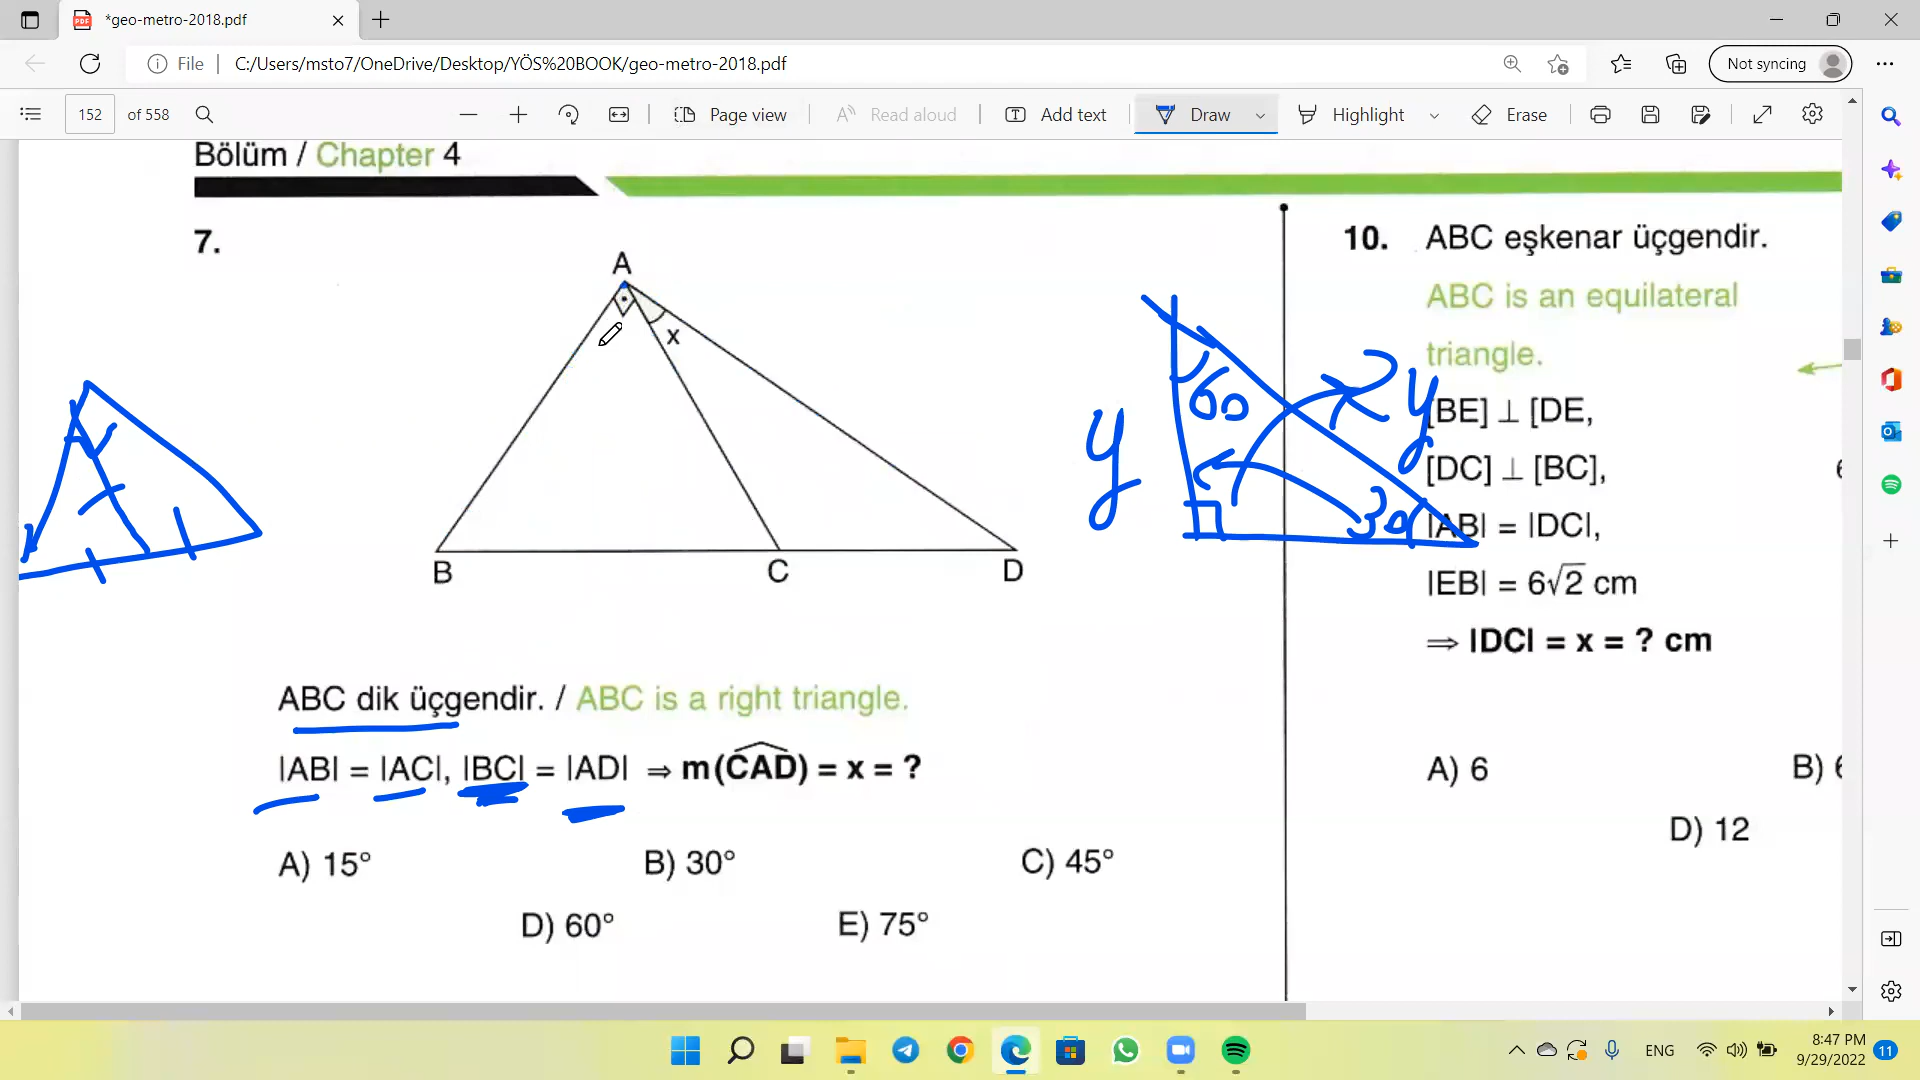 *geo-metro-2018.pdf
File
C:/Users/msto7/OneDrive/Desktop/YÖS%20BOOK/geo-metro-2018.pdf
Not syncing
152 of 558
Page view
Read aloud
Add text
Draw
Highlight
Erase
Bölüm / Chapter 4
7.
A
x
B
C
D
ABC dik üçgendir. / ABC is a right triangle.
|AB| = |AC|, |BC| = |AD| ⇒ m(CAD) = x = ?
A) 15°
B) 30°
C) 45°
D) 60°
E) 75°
y
60
y
30
10. ABC eşkenar üçgendir.
ABC is an equilateral
triangle.
[BE] ⊥ [DE,
[DC] ⊥ [BC],
|AB| = |DC|,
|EB| = 6√2 cm
⇒ |DC| = x = ? cm
A) 6
B) 6
D) 12
ENG
8:47 PM
9/29/2022
11